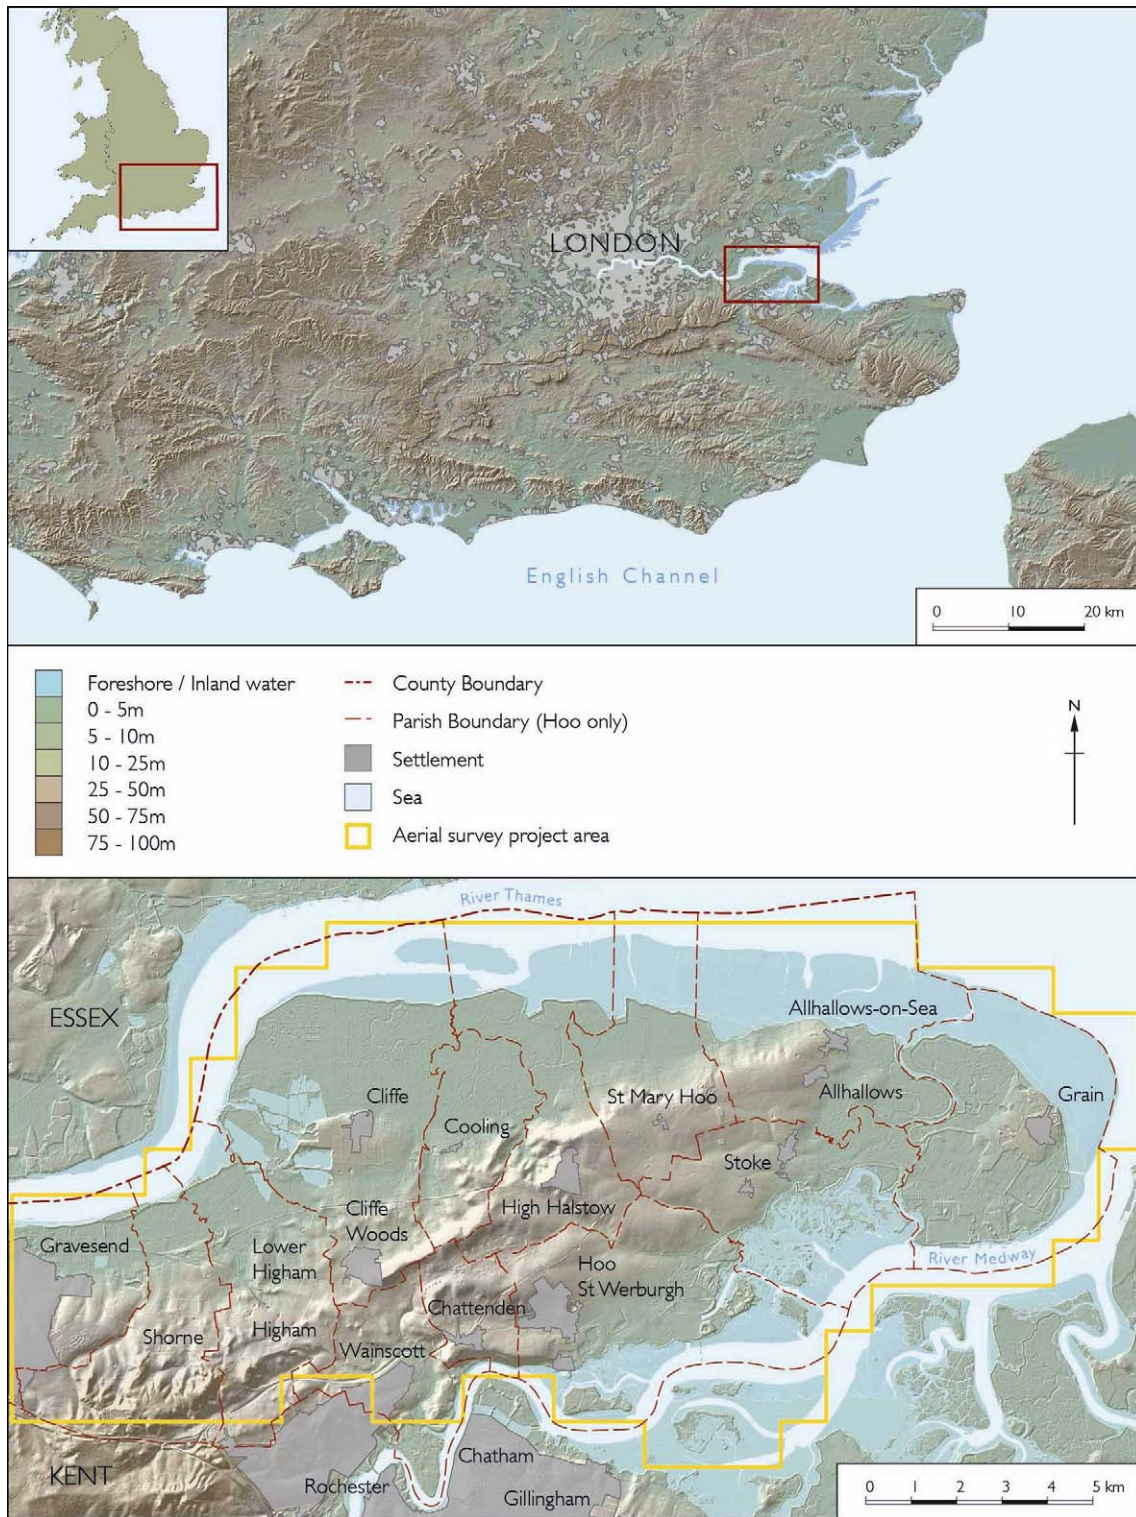 LONDON
English Channel
0 10 20 km
Foreshore / Inland water
0 - 5m
5 - 10m
10 - 25m
25 - 50m
50 - 75m
75 - 100m
County Boundary
Parish Boundary (Hoo only)
Settlement
Sea
Aerial survey project area
N
River Thames
ESSEX
Allhallows-on-Sea
Cliffe
Cooling
St Mary Hoo
Allhallows
Grain
Stoke
High Halstow
Cliffe
Woods
Gravesend
Lower
Higham
River Medway
Hoo
St Werburgh
Chattenden
Shorne
Higham
Wainscott
KENT
Chatham
Rochester
Gillingham
0 1 2 3 4 5 km